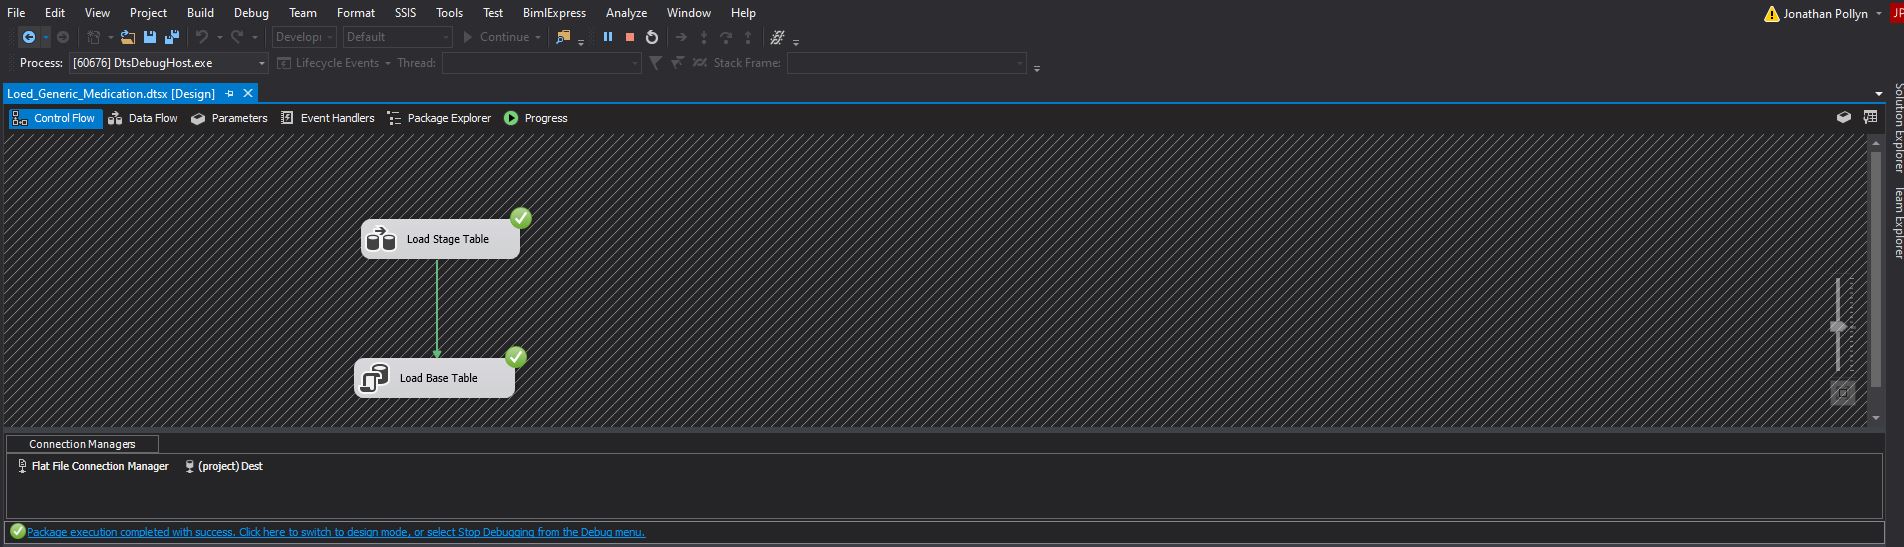 File Edit View Project Build Debug Team Format SSIS Tools Test BimlExpress Analyze Window Help
Jonathan Pollyn JP
Develop Default Continue
Process: [60676] DtsDebugHost.exe Lifecycle Events Thread: Stack Frame:
Loed_Generic_Medication.dtsx [Design]
Control Flow Data Flow Parameters Event Handlers Package Explorer Progress
Solution Explorer
Team Explorer
Load Stage Table
Load Base Table
Connection Managers
Flat File Connection Manager (project) Dest
Package execution completed with success. Click here to switch to design mode, or select Stop Debugging from the Debug menu.